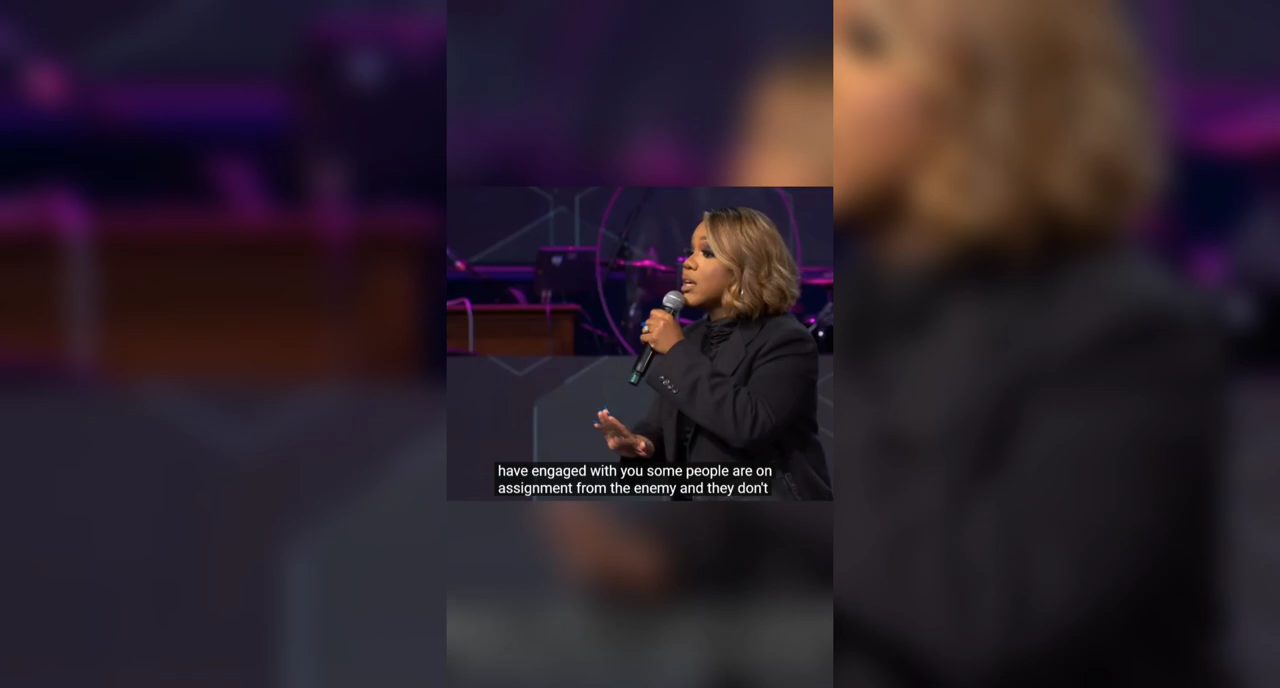 have engaged with you some people are on
assignment from the enemy and they don't